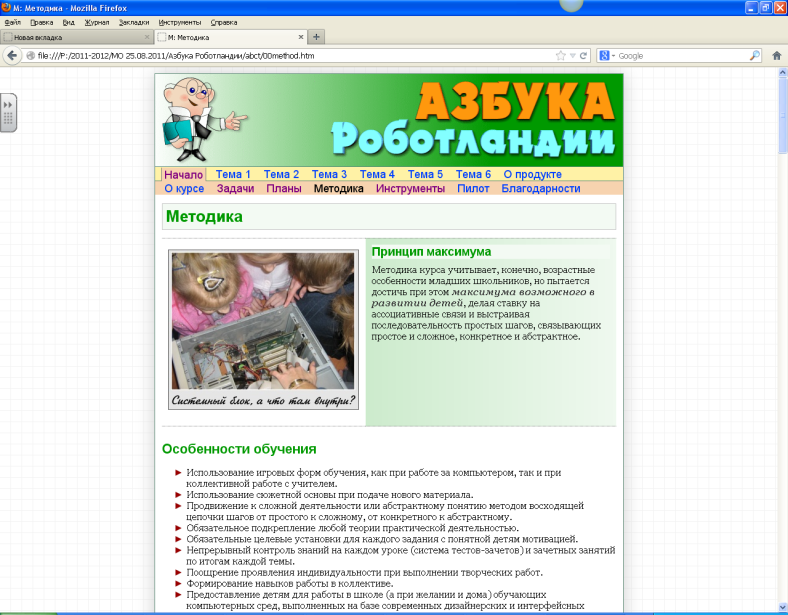 М: Методика - Mozilla Firefox
Файл Правка Вид Журнал Закладки Инструменты Справка
Новая вкладка × М: Методика × +
file:///P:/2011-2012/МО 25.08.2011/Азбука Роботландии/abct/00method.htm
Google
АЗБУКА
Роботландии
Начало Тема 1 Тема 2 Тема 3 Тема 4 Тема 5 Тема 6 О продукте
О курсе Задачи Планы Методика Инструменты Пилот Благодарности
Методика
Системный блок, а что там внутри?
Принцип максимума
Методика курса учитывает, конечно, возрастные
особенности младших школьников, но пытается
достичь при этом максимума возможного в
развитии детей, делая ставку на
ассоциативные связи и выстраивая
последовательность простых шагов, связывающих
простое и сложное, конкретное и абстрактное.
Особенности обучения
Использование игровых форм обучения, как при работе за компьютером, так и при
коллективной работе с учителем.
Использование сюжетной основы при подаче нового материала.
Продвижение к сложной деятельности или абстрактному понятию методом восходящей
цепочки шагов от простого к сложному, от конкретного к абстрактному.
Обязательное подкрепление любой теории практической деятельностью.
Обязательные целевые установки для каждого задания с понятной детям мотивацией.
Непрерывный контроль знаний на каждом уроке (система тестов-зачетов) и зачетных занятий
по итогам каждой темы.
Поощрение проявления индивидуальности при выполнении творческих работ.
Формирование навыков работы в коллективе.
Предоставление детям для работы в школе (а при желании и дома) обучающих
компьютерных сред, выполненных на базе современных дизайнерских и интерфейсных